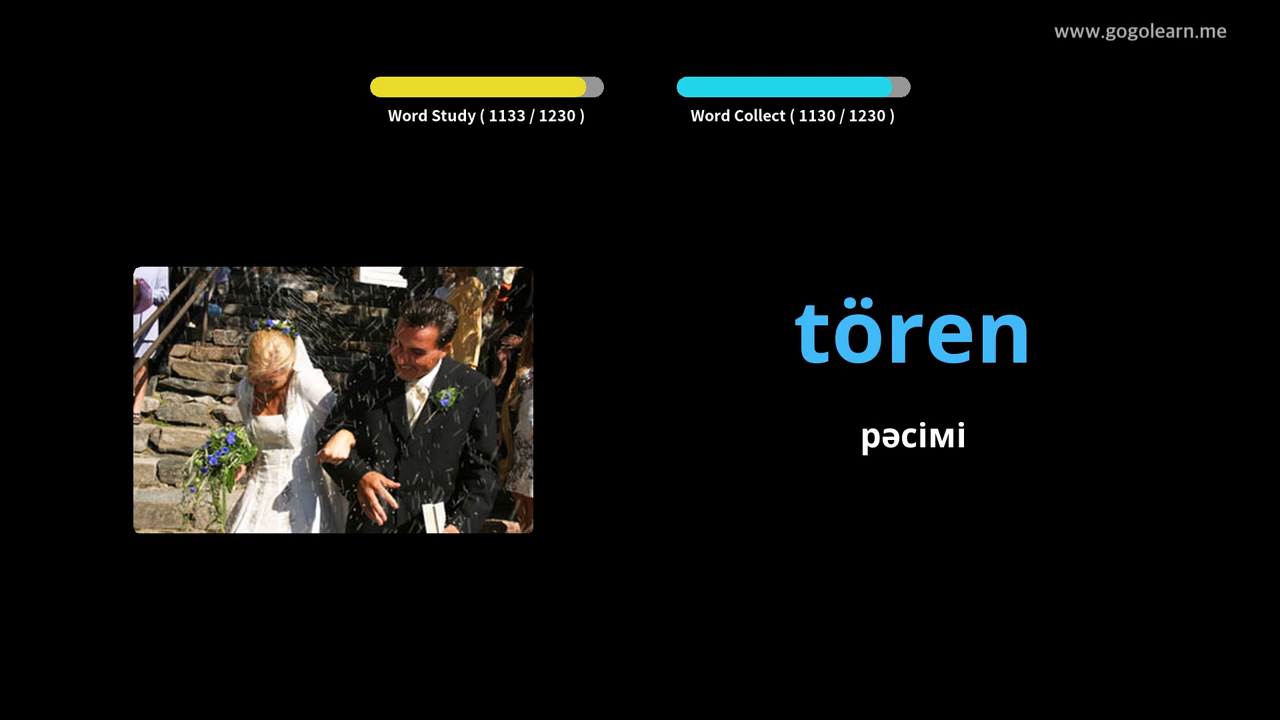 www.gogolearn.me
Word Study ( 1133 / 1230 )
Word Collect ( 1130 / 1230 )
tören
рәсімі